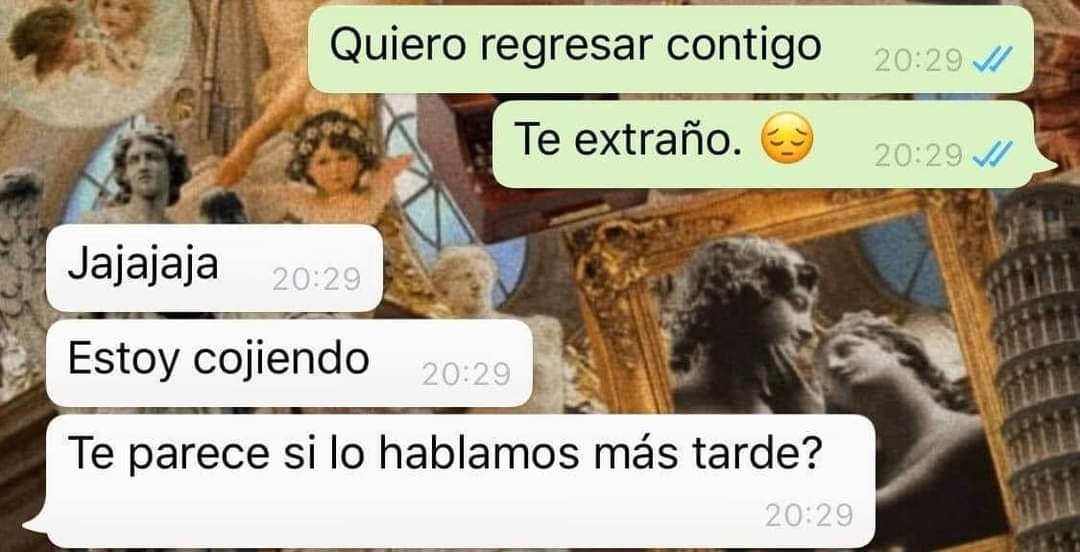 Quiero regresar contigo 20:29
Te extraño. 😔 20:29
Jajajaja 20:29
Estoy cojiendo 20:29
Te parece si lo hablamos más tarde?
20:29